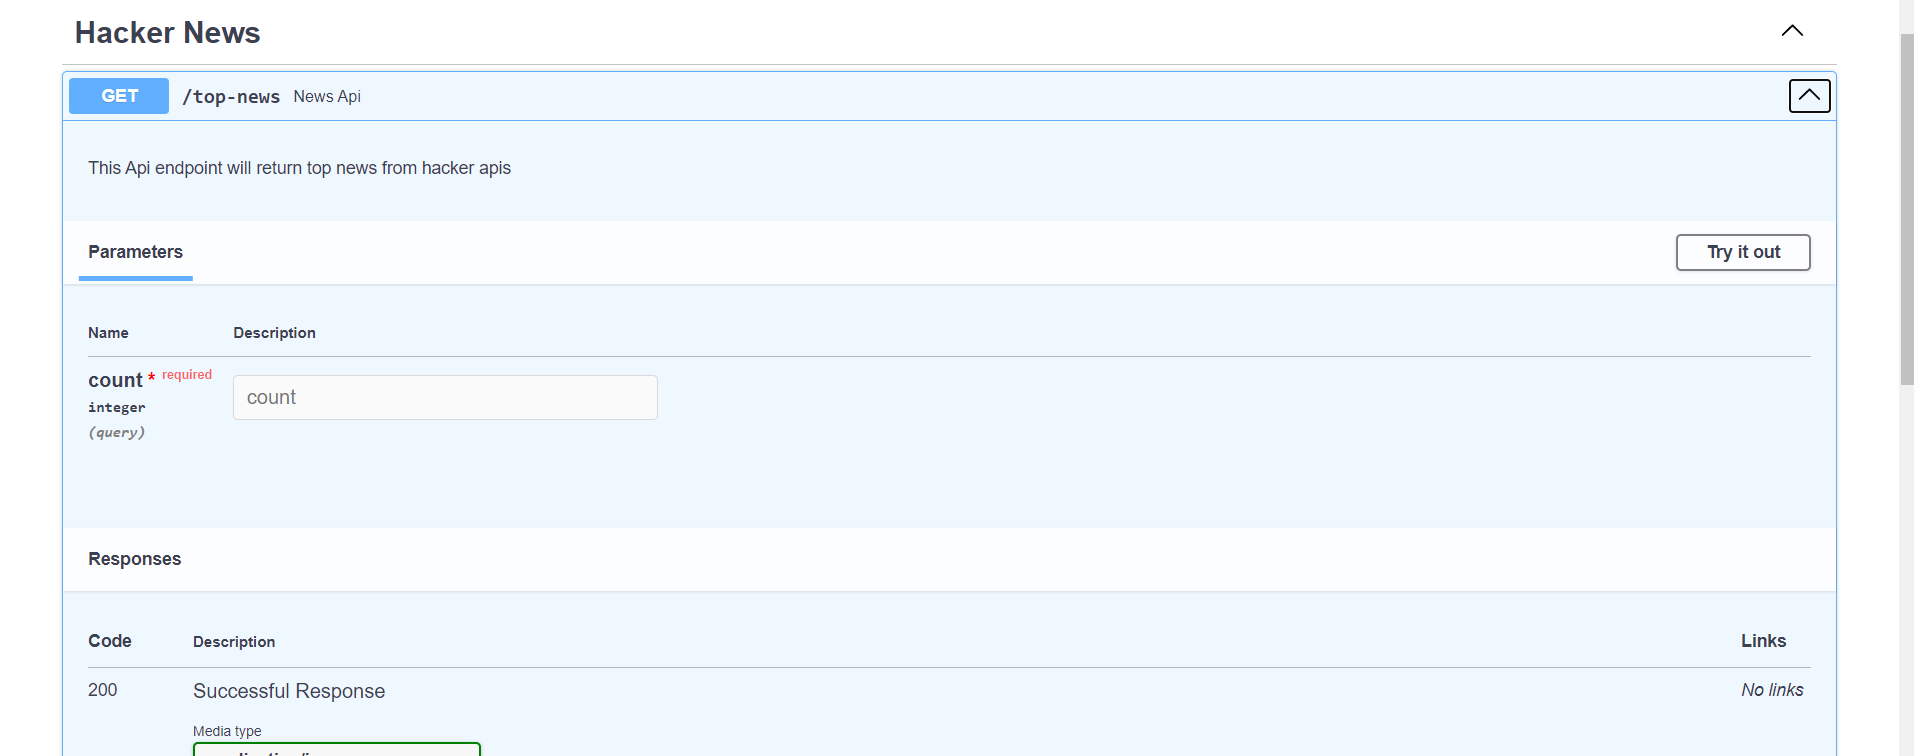 Hacker News
GET /top-news News Api
This Api endpoint will return top news from hacker apis
Parameters
Try it out
Name Description
count * required
integer
(query)
count
Responses
Code Description Links
200 Successful Response No links
Media type